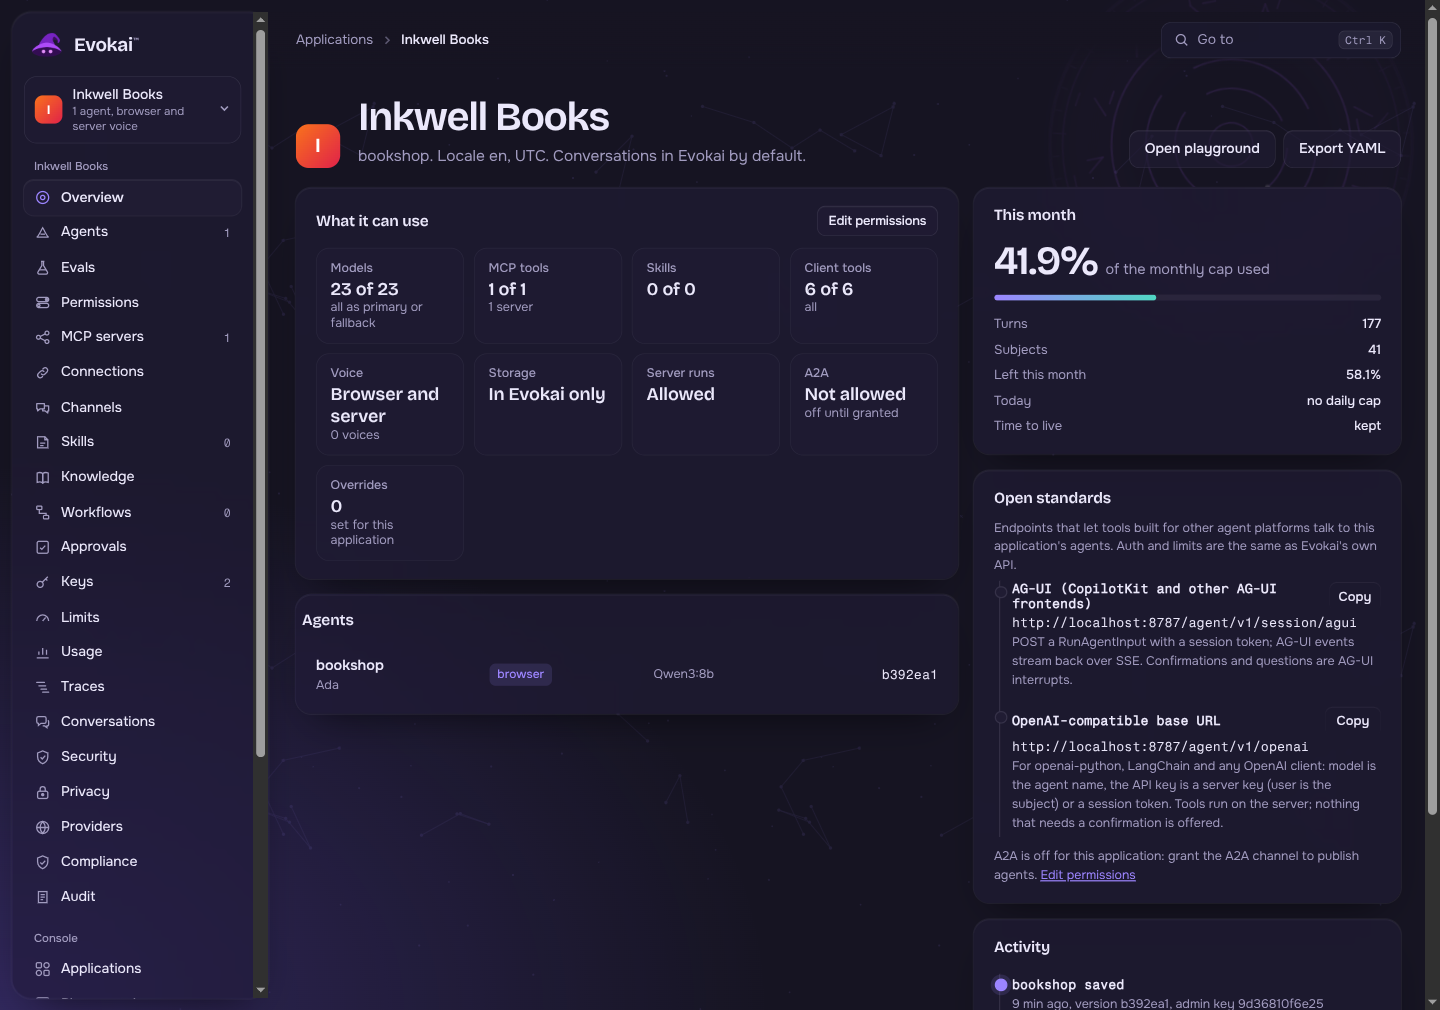 Evokai™
Inkwell Books
1 agent, browser and
server voice
Inkwell Books
Overview
Agents 1
Evals
Permissions
MCP servers 1
Connections
Channels
Skills 0
Knowledge
Workflows 0
Approvals
Keys 2
Limits
Usage
Traces
Conversations
Security
Privacy
Providers
Compliance
Audit
Console
Applications
Applications > Inkwell Books
Go to Ctrl K
I
Inkwell Books
bookshop. Locale en, UTC. Conversations in Evokai by default.
Open playground
Export YAML
What it can use
Edit permissions
Models
23 of 23
all as primary or
fallback
MCP tools
1 of 1
1 server
Skills
0 of 0
Client tools
6 of 6
all
Voice
Browser and
server
0 voices
Storage
In Evokai only
Server runs
Allowed
A2A
Not allowed
off until granted
Overrides
0
set for this
application
Agents
bookshop
Ada
browser
Qwen3:8b
b392ea1
This month
41.9% of the monthly cap used
Turns 177
Subjects 41
Left this month 58.1%
Today no daily cap
Time to live kept
Open standards
Endpoints that let tools built for other agent platforms talk to this
application's agents. Auth and limits are the same as Evokai's own
API.
AG-UI (CopilotKit and other AG-UI
frontends)
Copy
http://localhost:8787/agent/v1/session/agui
POST a RunAgentInput with a session token; AG-UI events
stream back over SSE. Confirmations and questions are AG-UI
interrupts.
OpenAI-compatible base URL
Copy
http://localhost:8787/agent/v1/openai
For openai-python, LangChain and any OpenAI client: model is
the agent name, the API key is a server key (user is the
subject) or a session token. Tools run on the server; nothing
that needs a confirmation is offered.
A2A is off for this application: grant the A2A channel to publish
agents. Edit permissions
Activity
bookshop saved
9 min ago, version b392ea1, admin key 9d36810f6e25